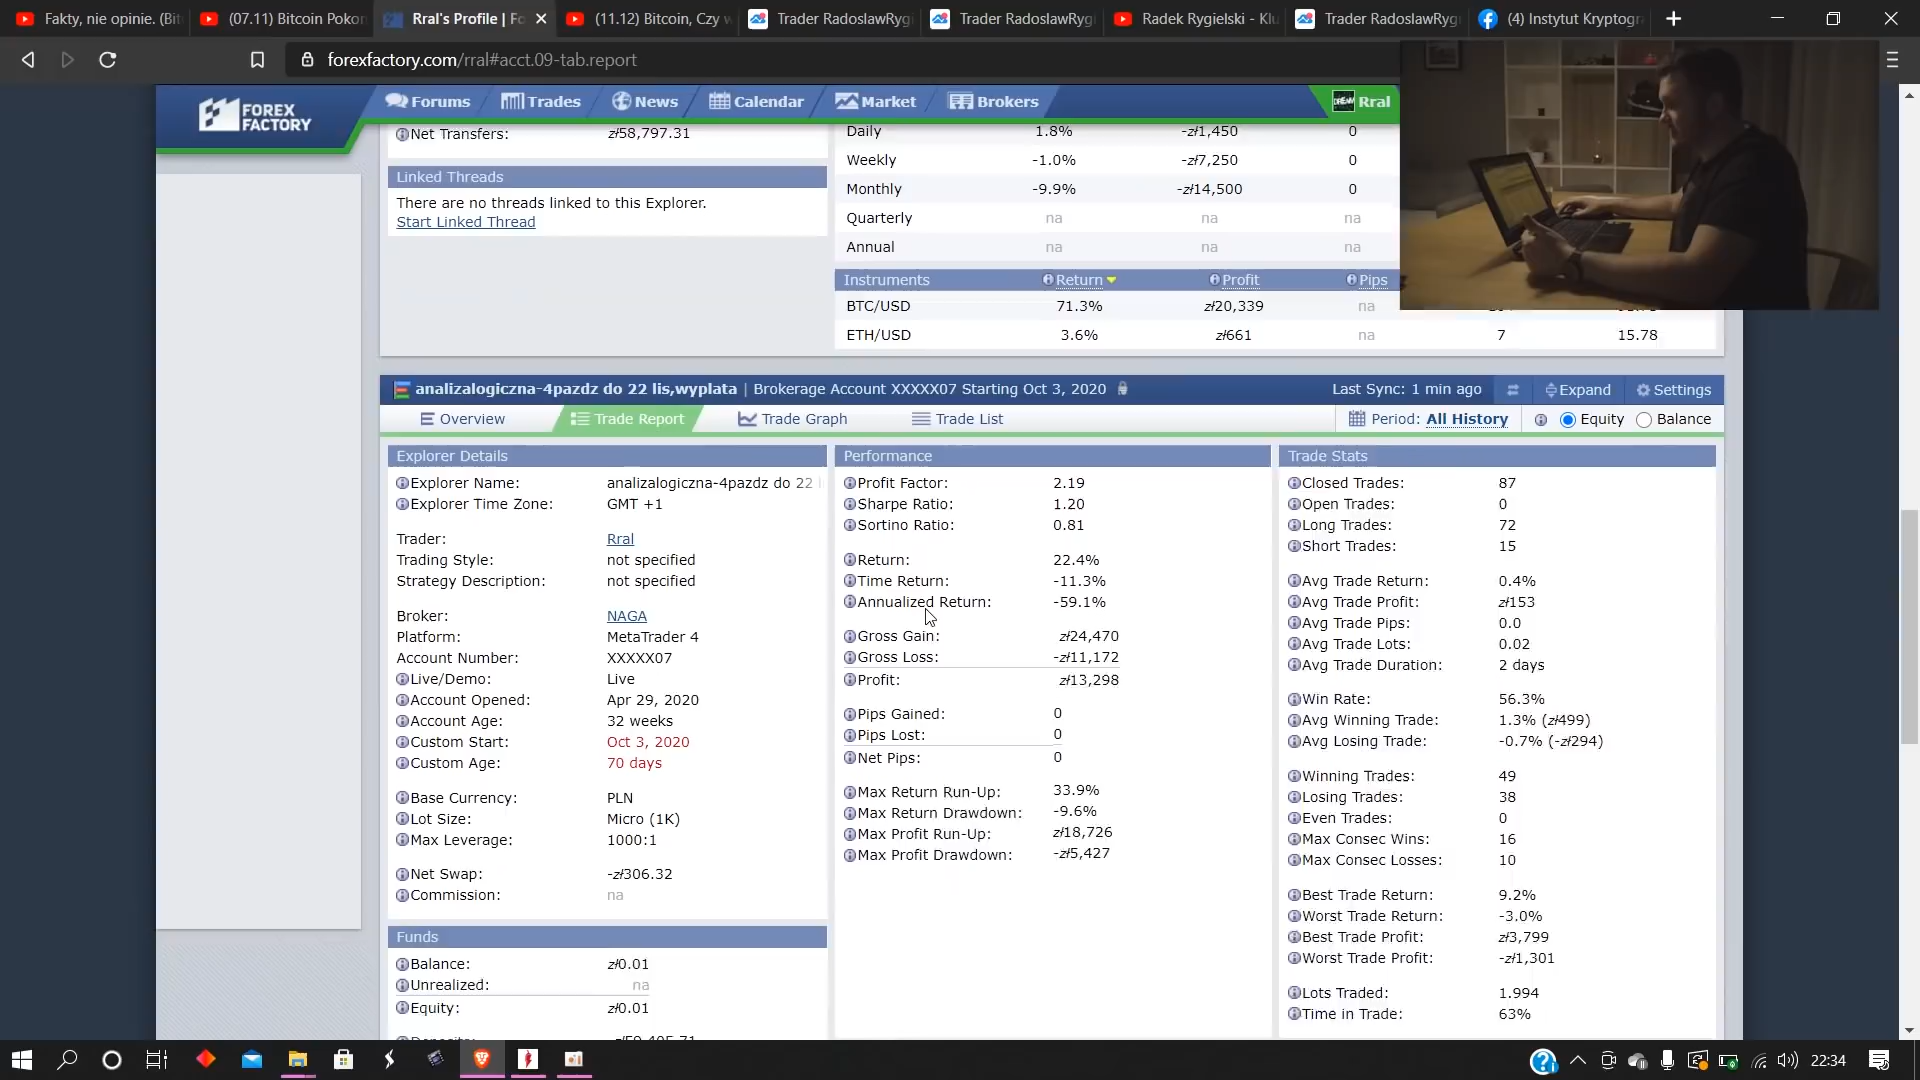 Fakty, nie opinie. (Bit
(07.11) Bitcoin Pokon
Rral's Profile | Fo
(11.12) Bitcoin, Czy w
Trader RadoslawRygi
Trader RadoslawRygi
Radek Rygielski - Klu
Trader RadoslawRyg
(4) Instytut Kryptogra
forexfactory.com/rral#acct.09-tab.report
FOREX FACTORY
Forums
Trades
News
Calendar
Market
Brokers
Rral
Net Transfers: zł58,797.31
Linked Threads
There are no threads linked to this Explorer.
Start Linked Thread
Daily 1.8% -zł1,450 0
Weekly -1.0% -zł7,250 0
Monthly -9.9% -zł14,500 0
Quarterly na na na
Annual na na na
Instruments Return Profit Pips
BTC/USD 71.3% zł20,339 na
ETH/USD 3.6% zł661 na 7 15.78
analizalogiczna-4pazdz do 22 lis,wyplata | Brokerage Account XXXXX07 Starting Oct 3, 2020
Last Sync: 1 min ago
Expand
Settings
Overview
Trade Report
Trade Graph
Trade List
Period: All History
Equity
Balance
Explorer Details
Explorer Name: analizalogiczna-4pazdz do 22 l
Explorer Time Zone: GMT +1
Trader: Rral
Trading Style: not specified
Strategy Description: not specified
Broker: NAGA
Platform: MetaTrader 4
Account Number: XXXXX07
Live/Demo: Live
Account Opened: Apr 29, 2020
Account Age: 32 weeks
Custom Start: Oct 3, 2020
Custom Age: 70 days
Base Currency: PLN
Lot Size: Micro (1K)
Max Leverage: 1000:1
Net Swap: -zł306.32
Commission: na
Funds
Balance: zł0.01
Unrealized: na
Equity: zł0.01
Performance
Profit Factor: 2.19
Sharpe Ratio: 1.20
Sortino Ratio: 0.81
Return: 22.4%
Time Return: -11.3%
Annualized Return: -59.1%
Gross Gain: zł24,470
Gross Loss: -zł11,172
Profit: zł13,298
Pips Gained: 0
Pips Lost: 0
Net Pips: 0
Max Return Run-Up: 33.9%
Max Return Drawdown: -9.6%
Max Profit Run-Up: zł18,726
Max Profit Drawdown: -zł5,427
Trade Stats
Closed Trades: 87
Open Trades: 0
Long Trades: 72
Short Trades: 15
Avg Trade Return: 0.4%
Avg Trade Profit: zł153
Avg Trade Pips: 0.0
Avg Trade Lots: 0.02
Avg Trade Duration: 2 days
Win Rate: 56.3%
Avg Winning Trade: 1.3% (zł499)
Avg Losing Trade: -0.7% (-zł294)
Winning Trades: 49
Losing Trades: 38
Even Trades: 0
Max Consec Wins: 16
Max Consec Losses: 10
Best Trade Return: 9.2%
Worst Trade Return: -3.0%
Best Trade Profit: zł3,799
Worst Trade Profit: -zł1,301
Lots Traded: 1.994
Time in Trade: 63%
22:34